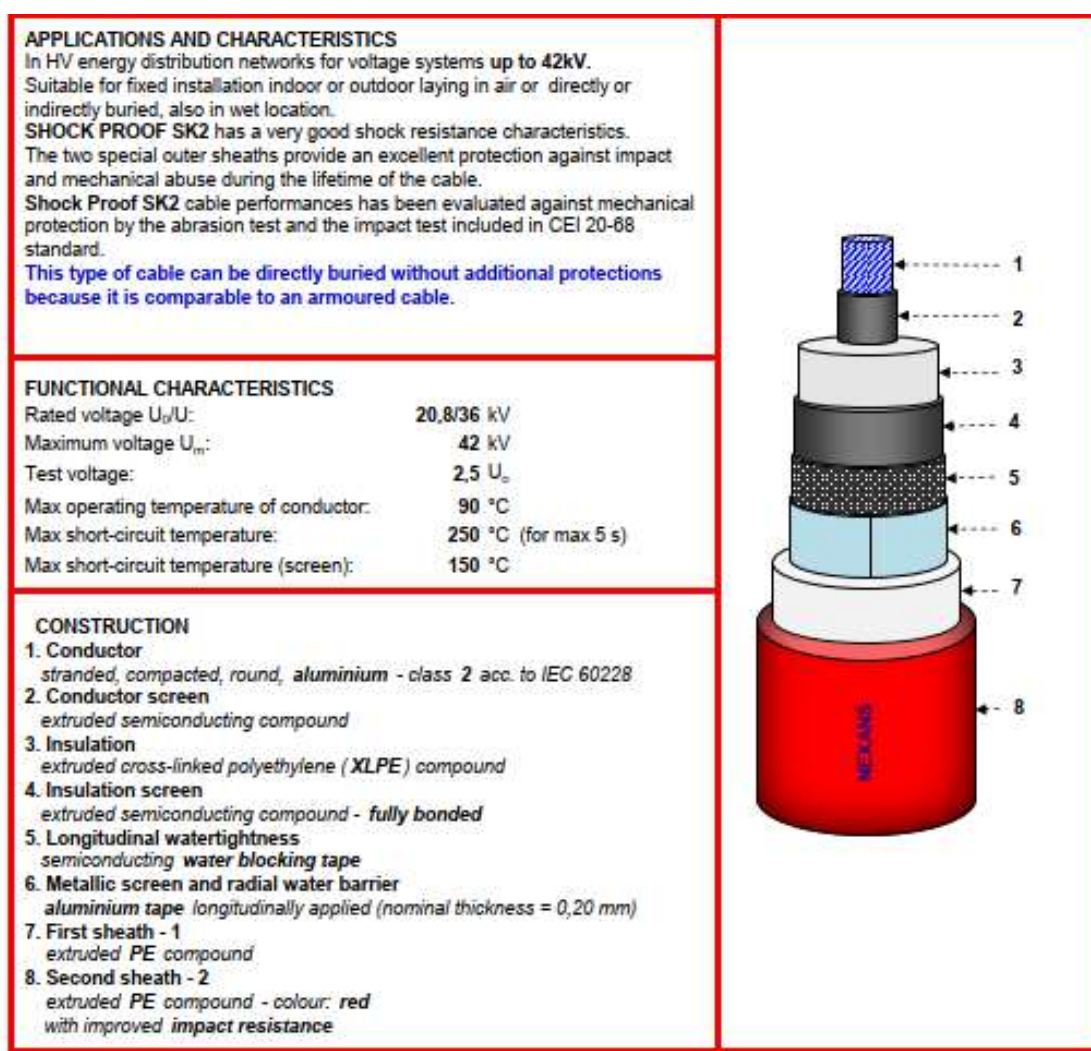 APPLICATIONS AND CHARACTERISTICS
In HV energy distribution networks for voltage systems up to 42kV.
Suitable for fixed installation indoor or outdoor laying in air or directly or
indirectly buried, also in wet location.
SHOCK PROOF SK2 has a very good shock resistance characteristics.
The two special outer sheaths provide an excellent protection against impact
and mechanical abuse during the lifetime of the cable.
Shock Proof SK2 cable performances has been evaluated against mechanical
protection by the abrasion test and the impact test included in CEI 20-68
standard.
This type of cable can be directly buried without additional protections
because it is comparable to an armoured cable.
FUNCTIONAL CHARACTERISTICS
Rated voltage U₀/U: 20,8/36 kV
Maximum voltage Uₘ: 42 kV
Test voltage: 2,5 U₀
Max operating temperature of conductor: 90 °C
Max short-circuit temperature: 250 °C (for max 5 s)
Max short-circuit temperature (screen): 150 °C
CONSTRUCTION
1. Conductor
stranded, compacted, round, aluminium - class 2 acc. to IEC 60228
2. Conductor screen
extruded semiconducting compound
3. Insulation
extruded cross-linked polyethylene (XLPE) compound
4. Insulation screen
extruded semiconducting compound - fully bonded
5. Longitudinal watertightness
semiconducting water blocking tape
6. Metallic screen and radial water barrier
aluminium tape longitudinally applied (nominal thickness = 0,20 mm)
7. First sheath - 1
extruded PE compound
8. Second sheath - 2
extruded PE compound - colour: red
with improved impact resistance
1
2
3
4
5
6
7
8
NEXANS